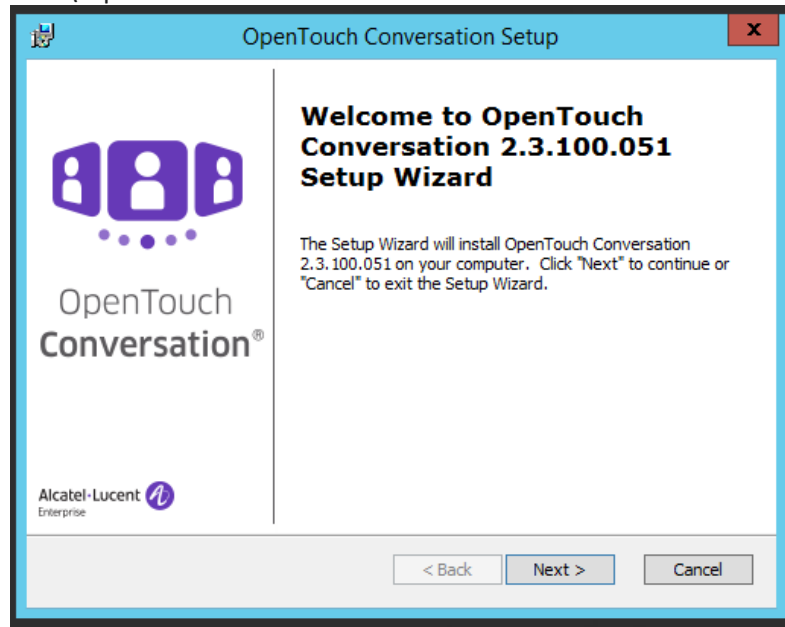 OpenTouch Conversation Setup
x
Welcome to OpenTouch
Conversation 2.3.100.051
Setup Wizard
The Setup Wizard will install OpenTouch Conversation
2.3.100.051 on your computer. Click "Next" to continue or
"Cancel" to exit the Setup Wizard.
OpenTouch
Conversation®
Alcatel·Lucent
Enterprise
< Back
Next >
Cancel